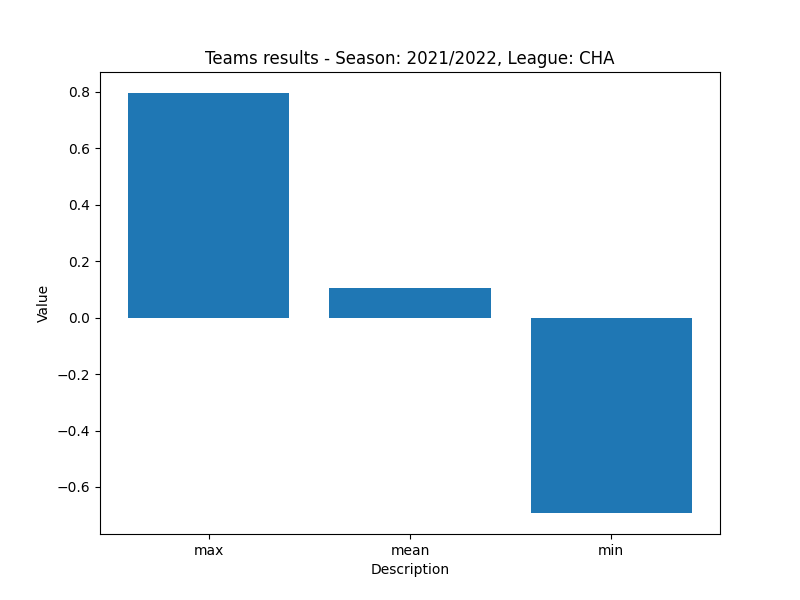 Teams results - Season: 2021/2022, League: CHA
0.8
0.6
0.4
0.2
0.0
−0.2
−0.4
−0.6
Value
max mean min
Description